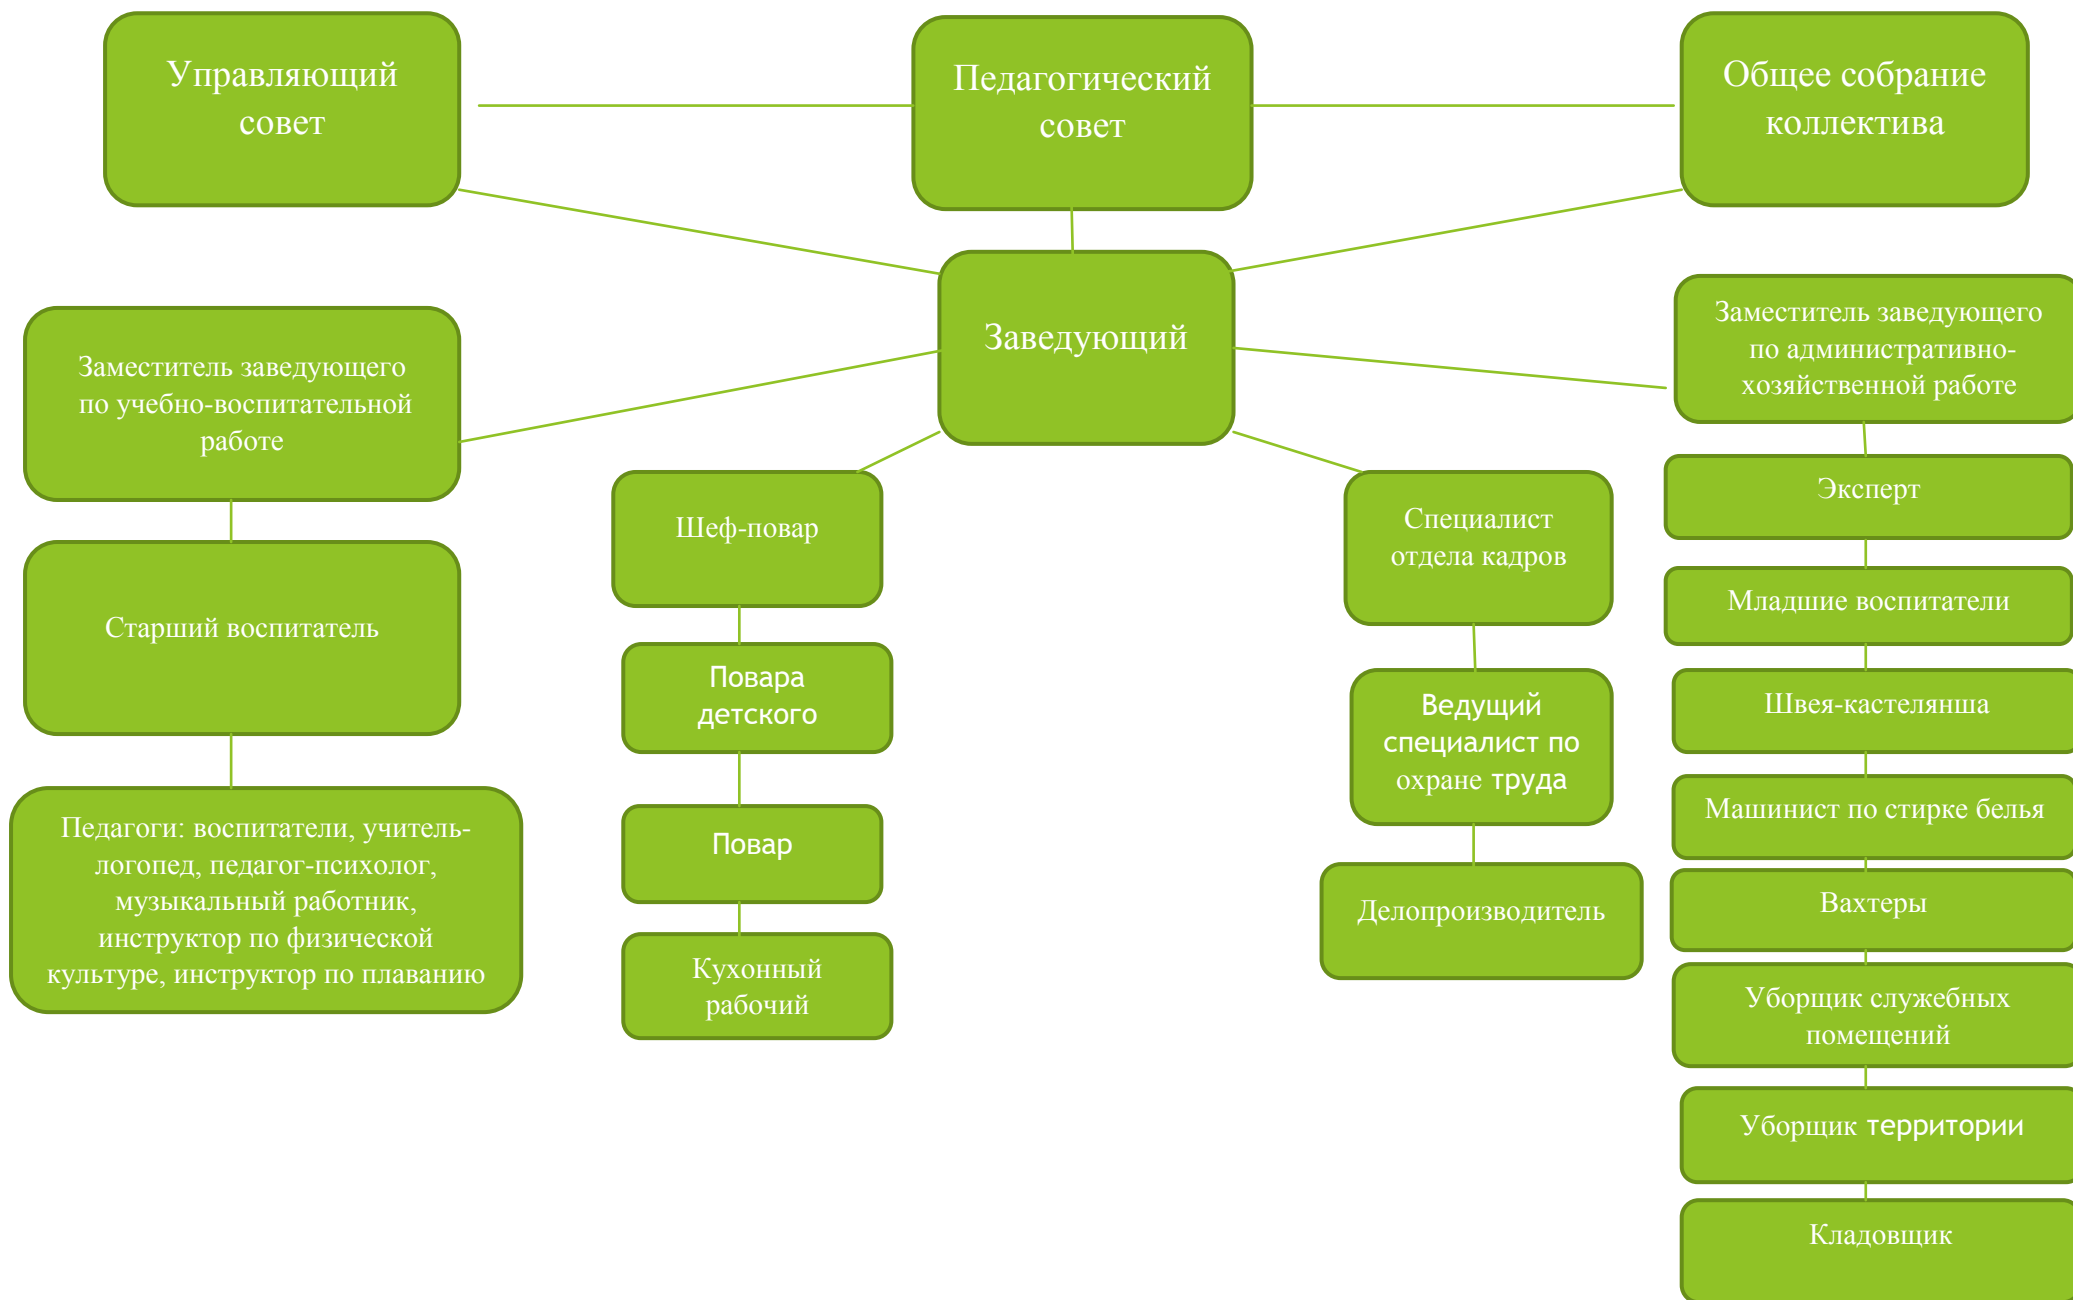 Управляющий
совет
Педагогический
совет
Общее собрание
коллектива
Заведующий
Заместитель заведующего
по учебно-воспитательной
работе
Старший воспитатель
Педагоги: воспитатели, учитель-
логопед, педагог-психолог,
музыкальный работник,
инструктор по физической
культуре, инструктор по плаванию
Шеф-повар
Повара
детского
Повар
Кухонный
рабочий
Специалист
отдела кадров
Ведущий
специалист по
охране труда
Делопроизводитель
Заместитель заведующего
по административно-
хозяйственной работе
Эксперт
Младшие воспитатели
Швея-кастелянша
Машинист по стирке белья
Вахтеры
Уборщик служебных
помещений
Уборщик территории
Кладовщик